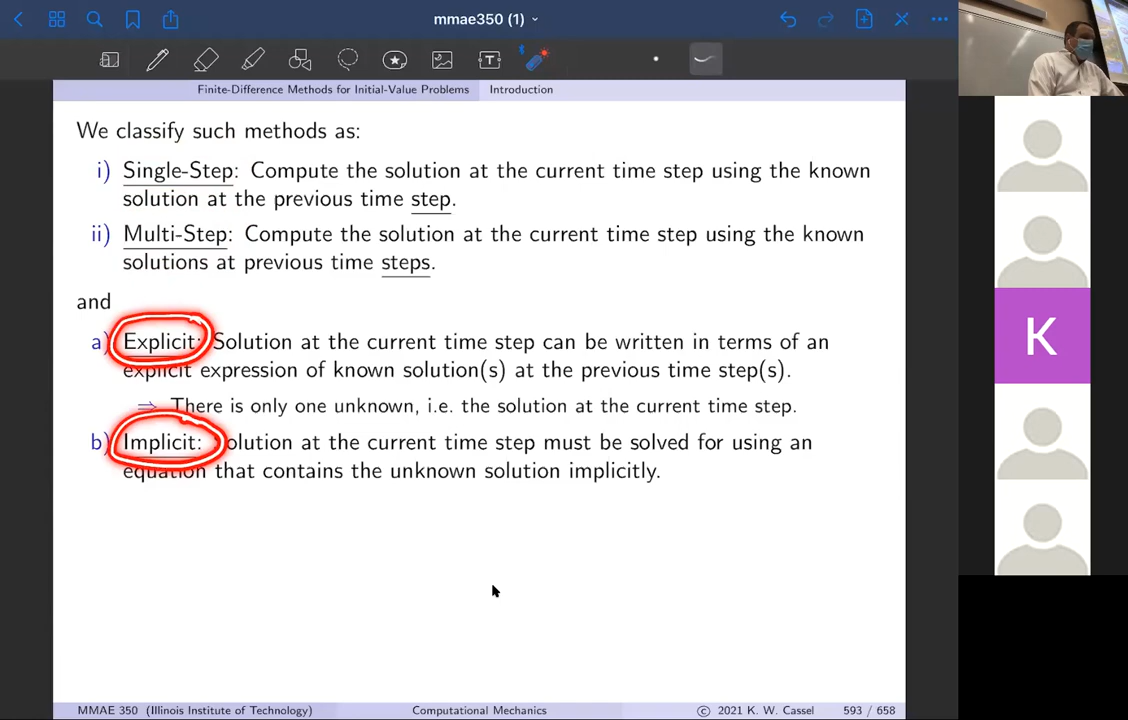 mmae350 (1)
Finite-Difference Methods for Initial-Value Problems Introduction
We classify such methods as:
i) Single-Step: Compute the solution at the current time step using the known
solution at the previous time step.
ii) Multi-Step: Compute the solution at the current time step using the known
solutions at previous time steps.
and
a) Explicit: Solution at the current time step can be written in terms of an
explicit expression of known solution(s) at the previous time step(s).
⇒ There is only one unknown, i.e. the solution at the current time step.
b) Implicit: Solution at the current time step must be solved for using an
equation that contains the unknown solution implicitly.
K
MMAE 350 (Illinois Institute of Technology) Computational Mechanics © 2021 K. W. Cassel 593 / 658